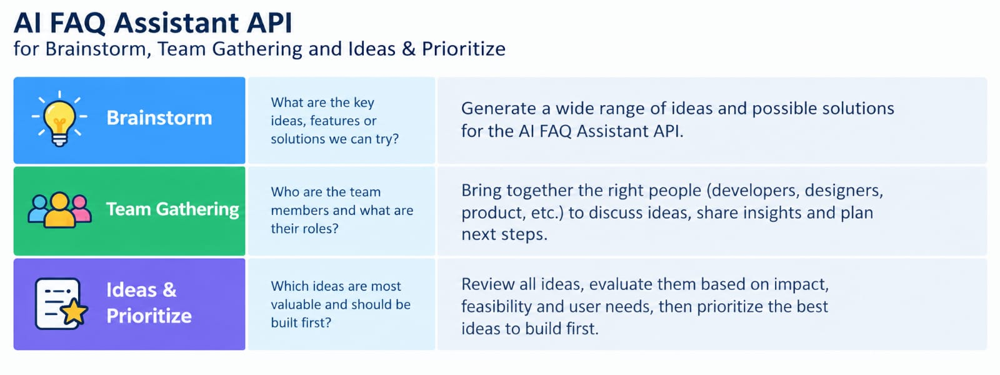 AI FAQ Assistant API
for Brainstorm, Team Gathering and Ideas & Prioritize
Brainstorm
What are the key
ideas, features or
solutions we can try?
Generate a wide range of ideas and possible solutions
for the AI FAQ Assistant API.
Team Gathering
Who are the team
members and what are
their roles?
Bring together the right people (developers, designers,
product, etc.) to discuss ideas, share insights and plan
next steps.
Ideas &
Prioritize
Which ideas are most
valuable and should be
built first?
Review all ideas, evaluate them based on impact,
feasibility and user needs, then prioritize the best
ideas to build first.